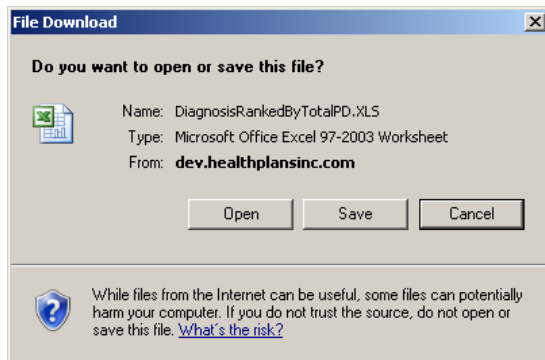 File Download
Do you want to open or save this file?
Name: DiagnosisRankedByTotalPD.XLS
Type: Microsoft Office Excel 97-2003 Worksheet
From: dev.healthplansinc.com
Open Save Cancel
While files from the Internet can be useful, some files can potentially
harm your computer. If you do not trust the source, do not open or
save this file. What's the risk?